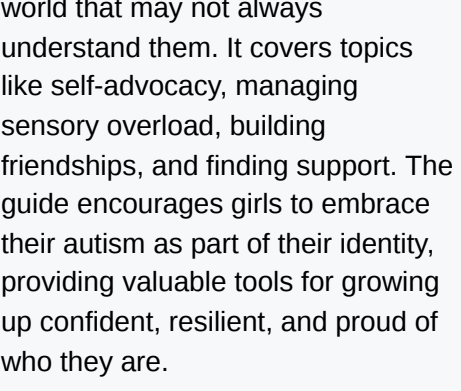 world that may not always
understand them. It covers topics
like self-advocacy, managing
sensory overload, building
friendships, and finding support. The
guide encourages girls to embrace
their autism as part of their identity,
providing valuable tools for growing
up confident, resilient, and proud of
who they are.